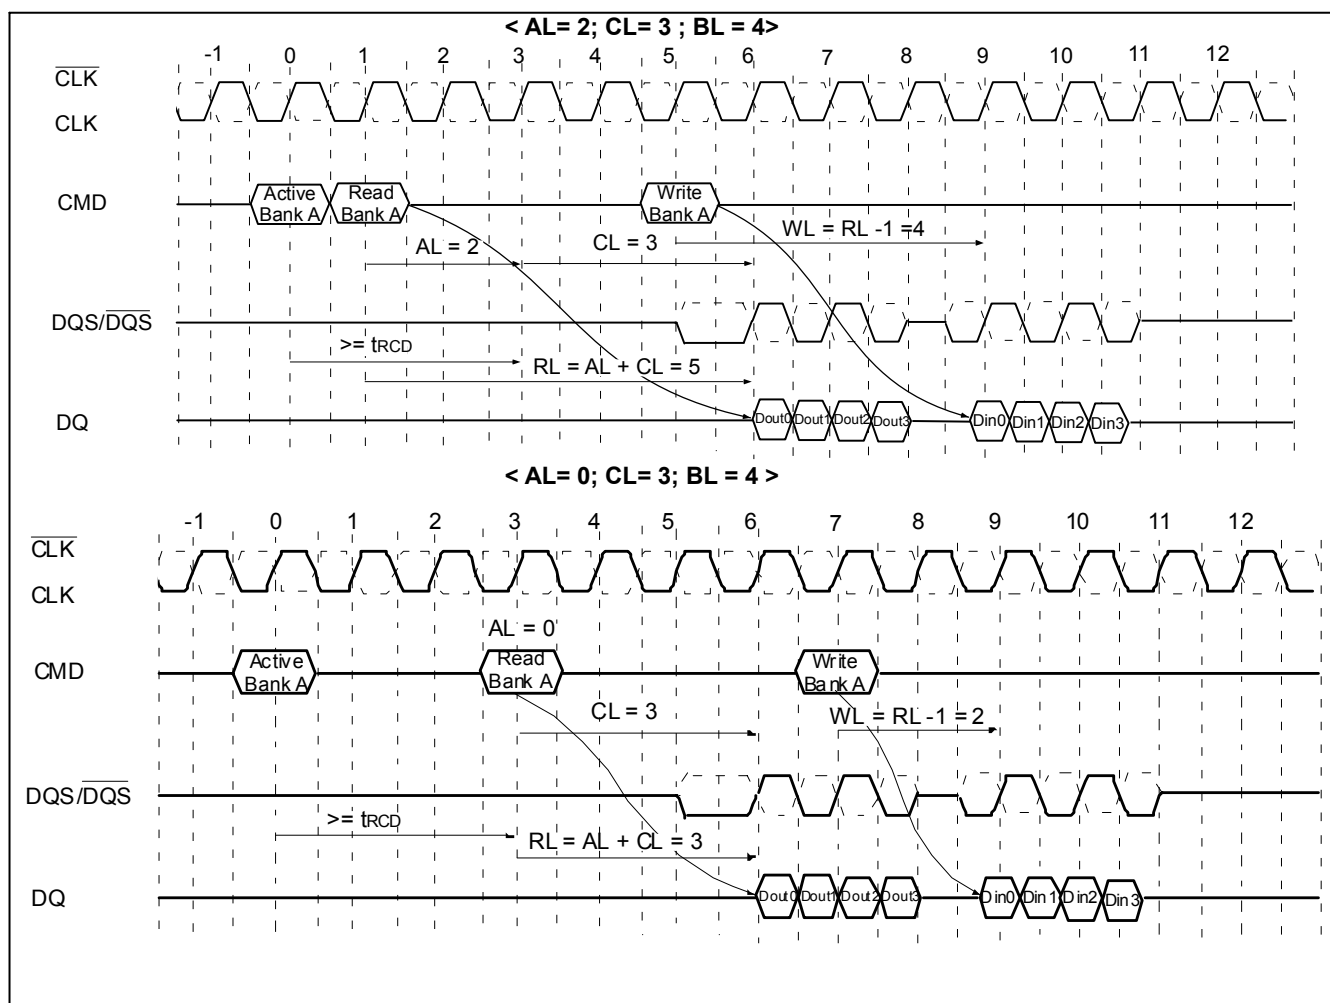 < AL= 2; CL= 3 ; BL = 4>
-1 0 1 2 3 4 5 6 7 8 9 10 11 12
CLK
CLK
CMD
Active Bank A
Read Bank A
Write Bank A
WL = RL -1 =4
AL = 2
CL = 3
DQS/DQS
>= tRCD
RL = AL + CL = 5
DQ
Dout0 Dout1 Dout2 Dout3 Din0 Din1 Din2 Din3
< AL= 0; CL= 3; BL = 4 >
-1 0 1 2 3 4 5 6 7 8 9 10 11 12
CLK
CLK
AL = 0
CMD
Active Bank A
Read Bank A
Write Bank A
CL = 3
WL = RL -1 = 2
DQS/DQS
>= tRCD
RL = AL + CL = 3
DQ
Dout0 Dout1 Dout2 Dout3 Din0 Din1 Din2 Din3